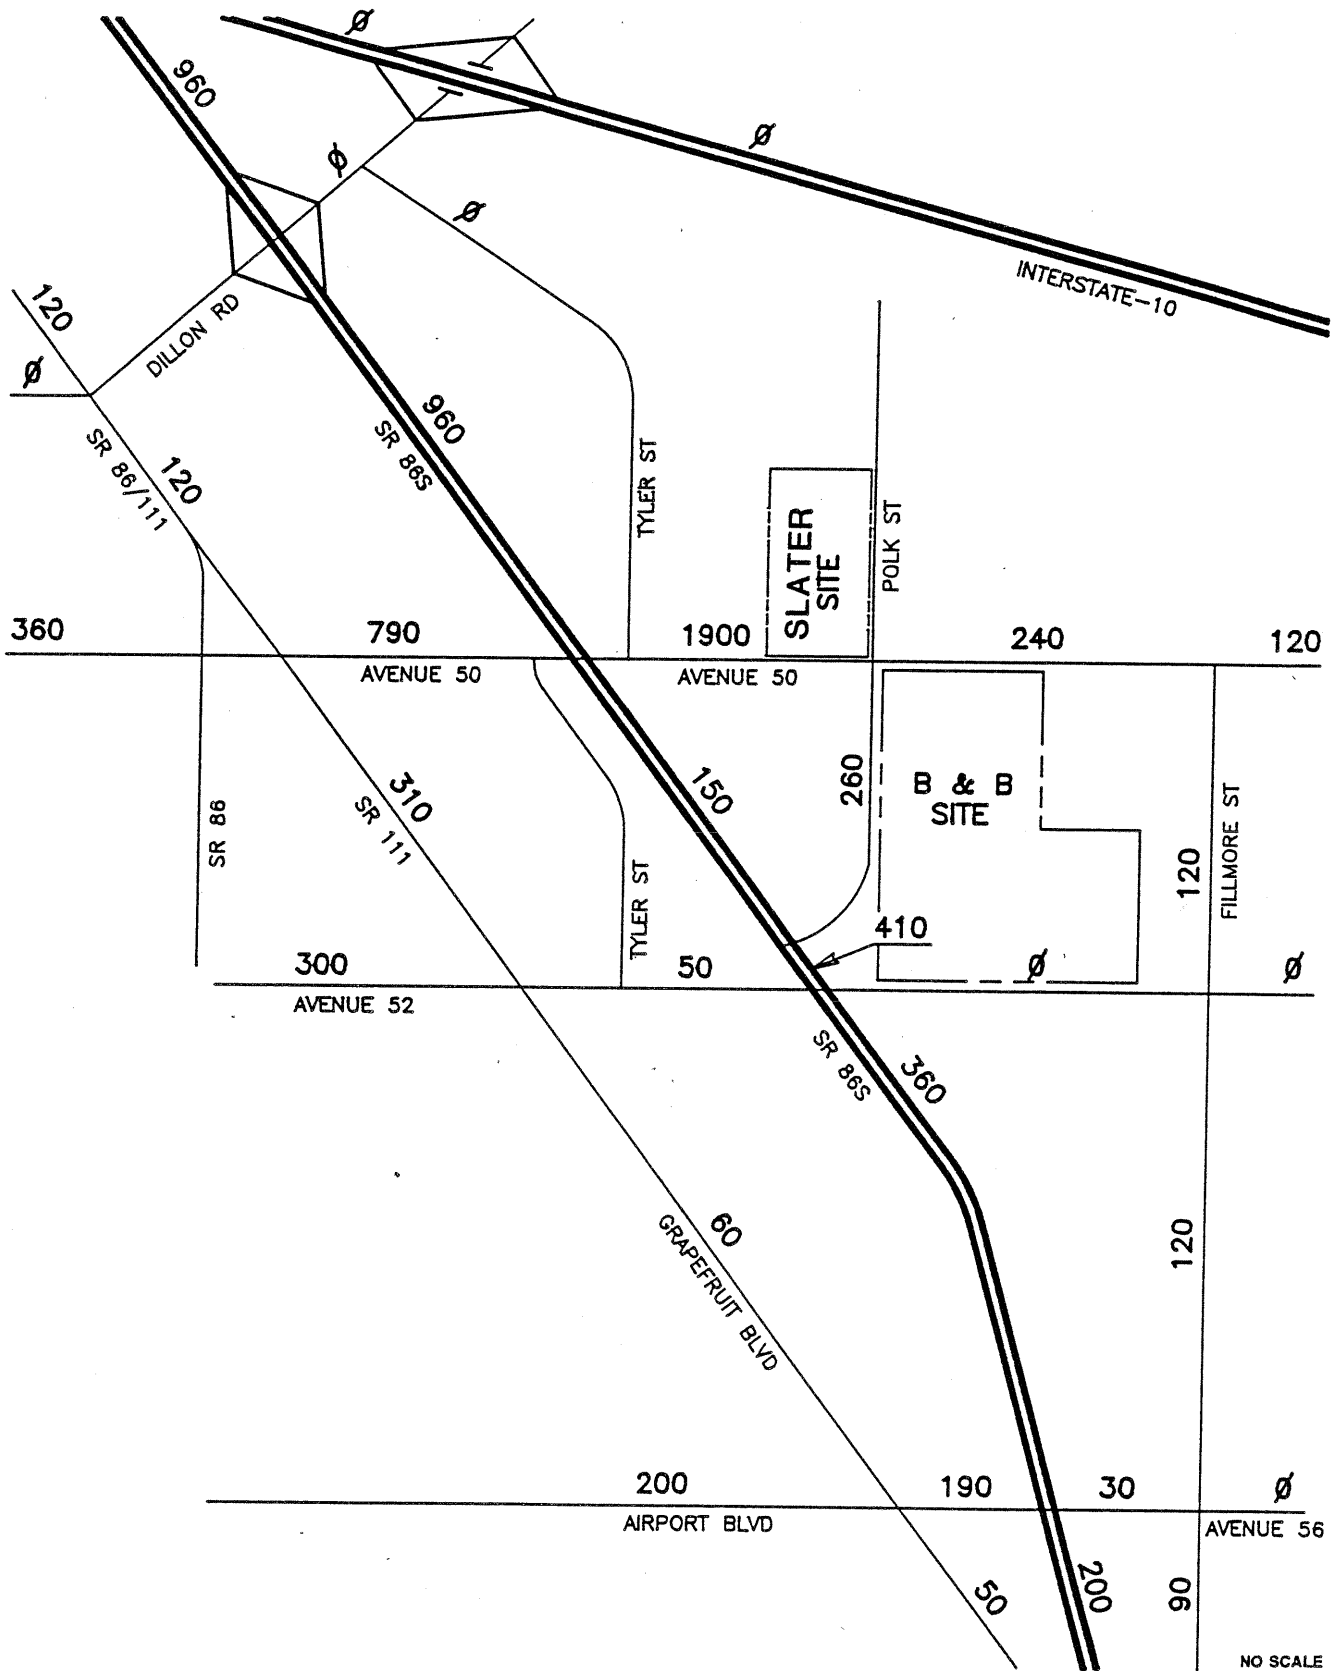 Ø
960
Ø
Ø
Ø
INTERSTATE-10
120
DILLON RD
Ø
960
SR 86S
SR 86/111
120
TYLER ST
SLATER
SITE
POLK ST
360
790
1900
240
120
AVENUE 50
AVENUE 50
150
260
B & B
SITE
310
SR 111
SR 86
FILLMORE ST
120
TYLER ST
410
300
50
Ø
Ø
AVENUE 52
SR 86S
360
60
GRAPEFRUIT BLVD
120
200
190
30
Ø
AIRPORT BLVD
AVENUE 56
50
200
90
NO SCALE